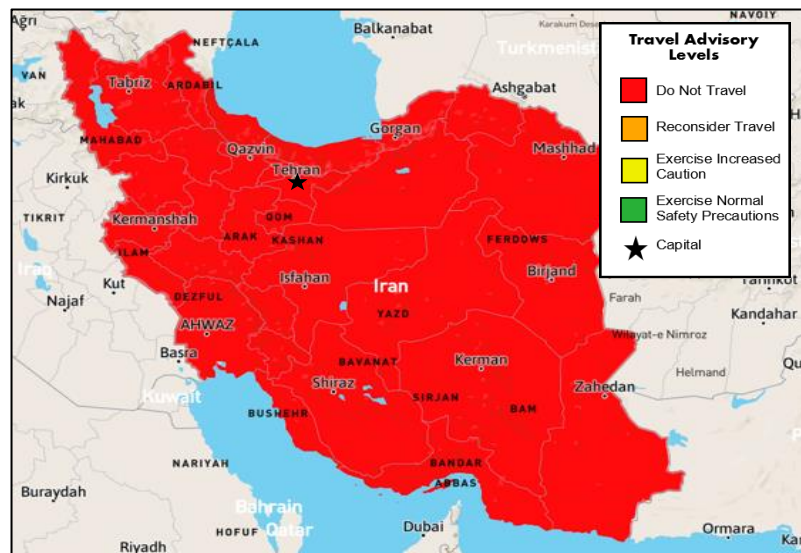 Ağrı
NEFTÇALA
Balkanabat
Karakum Dese
NAVOIY
Turkmenist
VAN
Tabriz
ARDABIL
Ashgabat
MAHABAD
Gorgan
Mashhad
Qazvin
Tehran
Kirkuk
TIKRIT
Kermanshah
QOM
ARAK
KASHAN
FERDOWS
ILAM
Iraq
Kut
DEZFUL
Isfahan
Iran
Birjand
Najaf
YAZD
Farah
Kandahar
AHWAZ
Wilayat-e Nimroz
Basra
BAVANAT
Kerman
Helmand
Kuwait
Shiraz
SIRJAN
Zahedan
BUSHEHR
BAM
NARIYAH
BANDAR
ABBAS
Buraydah
Bahrain
Qatar
HOFUF
Riyadh
Dubai
Ormara
Travel Advisory
Levels
Do Not Travel
Reconsider Travel
Exercise Increased
Caution
Exercise Normal
Safety Precautions
Capital